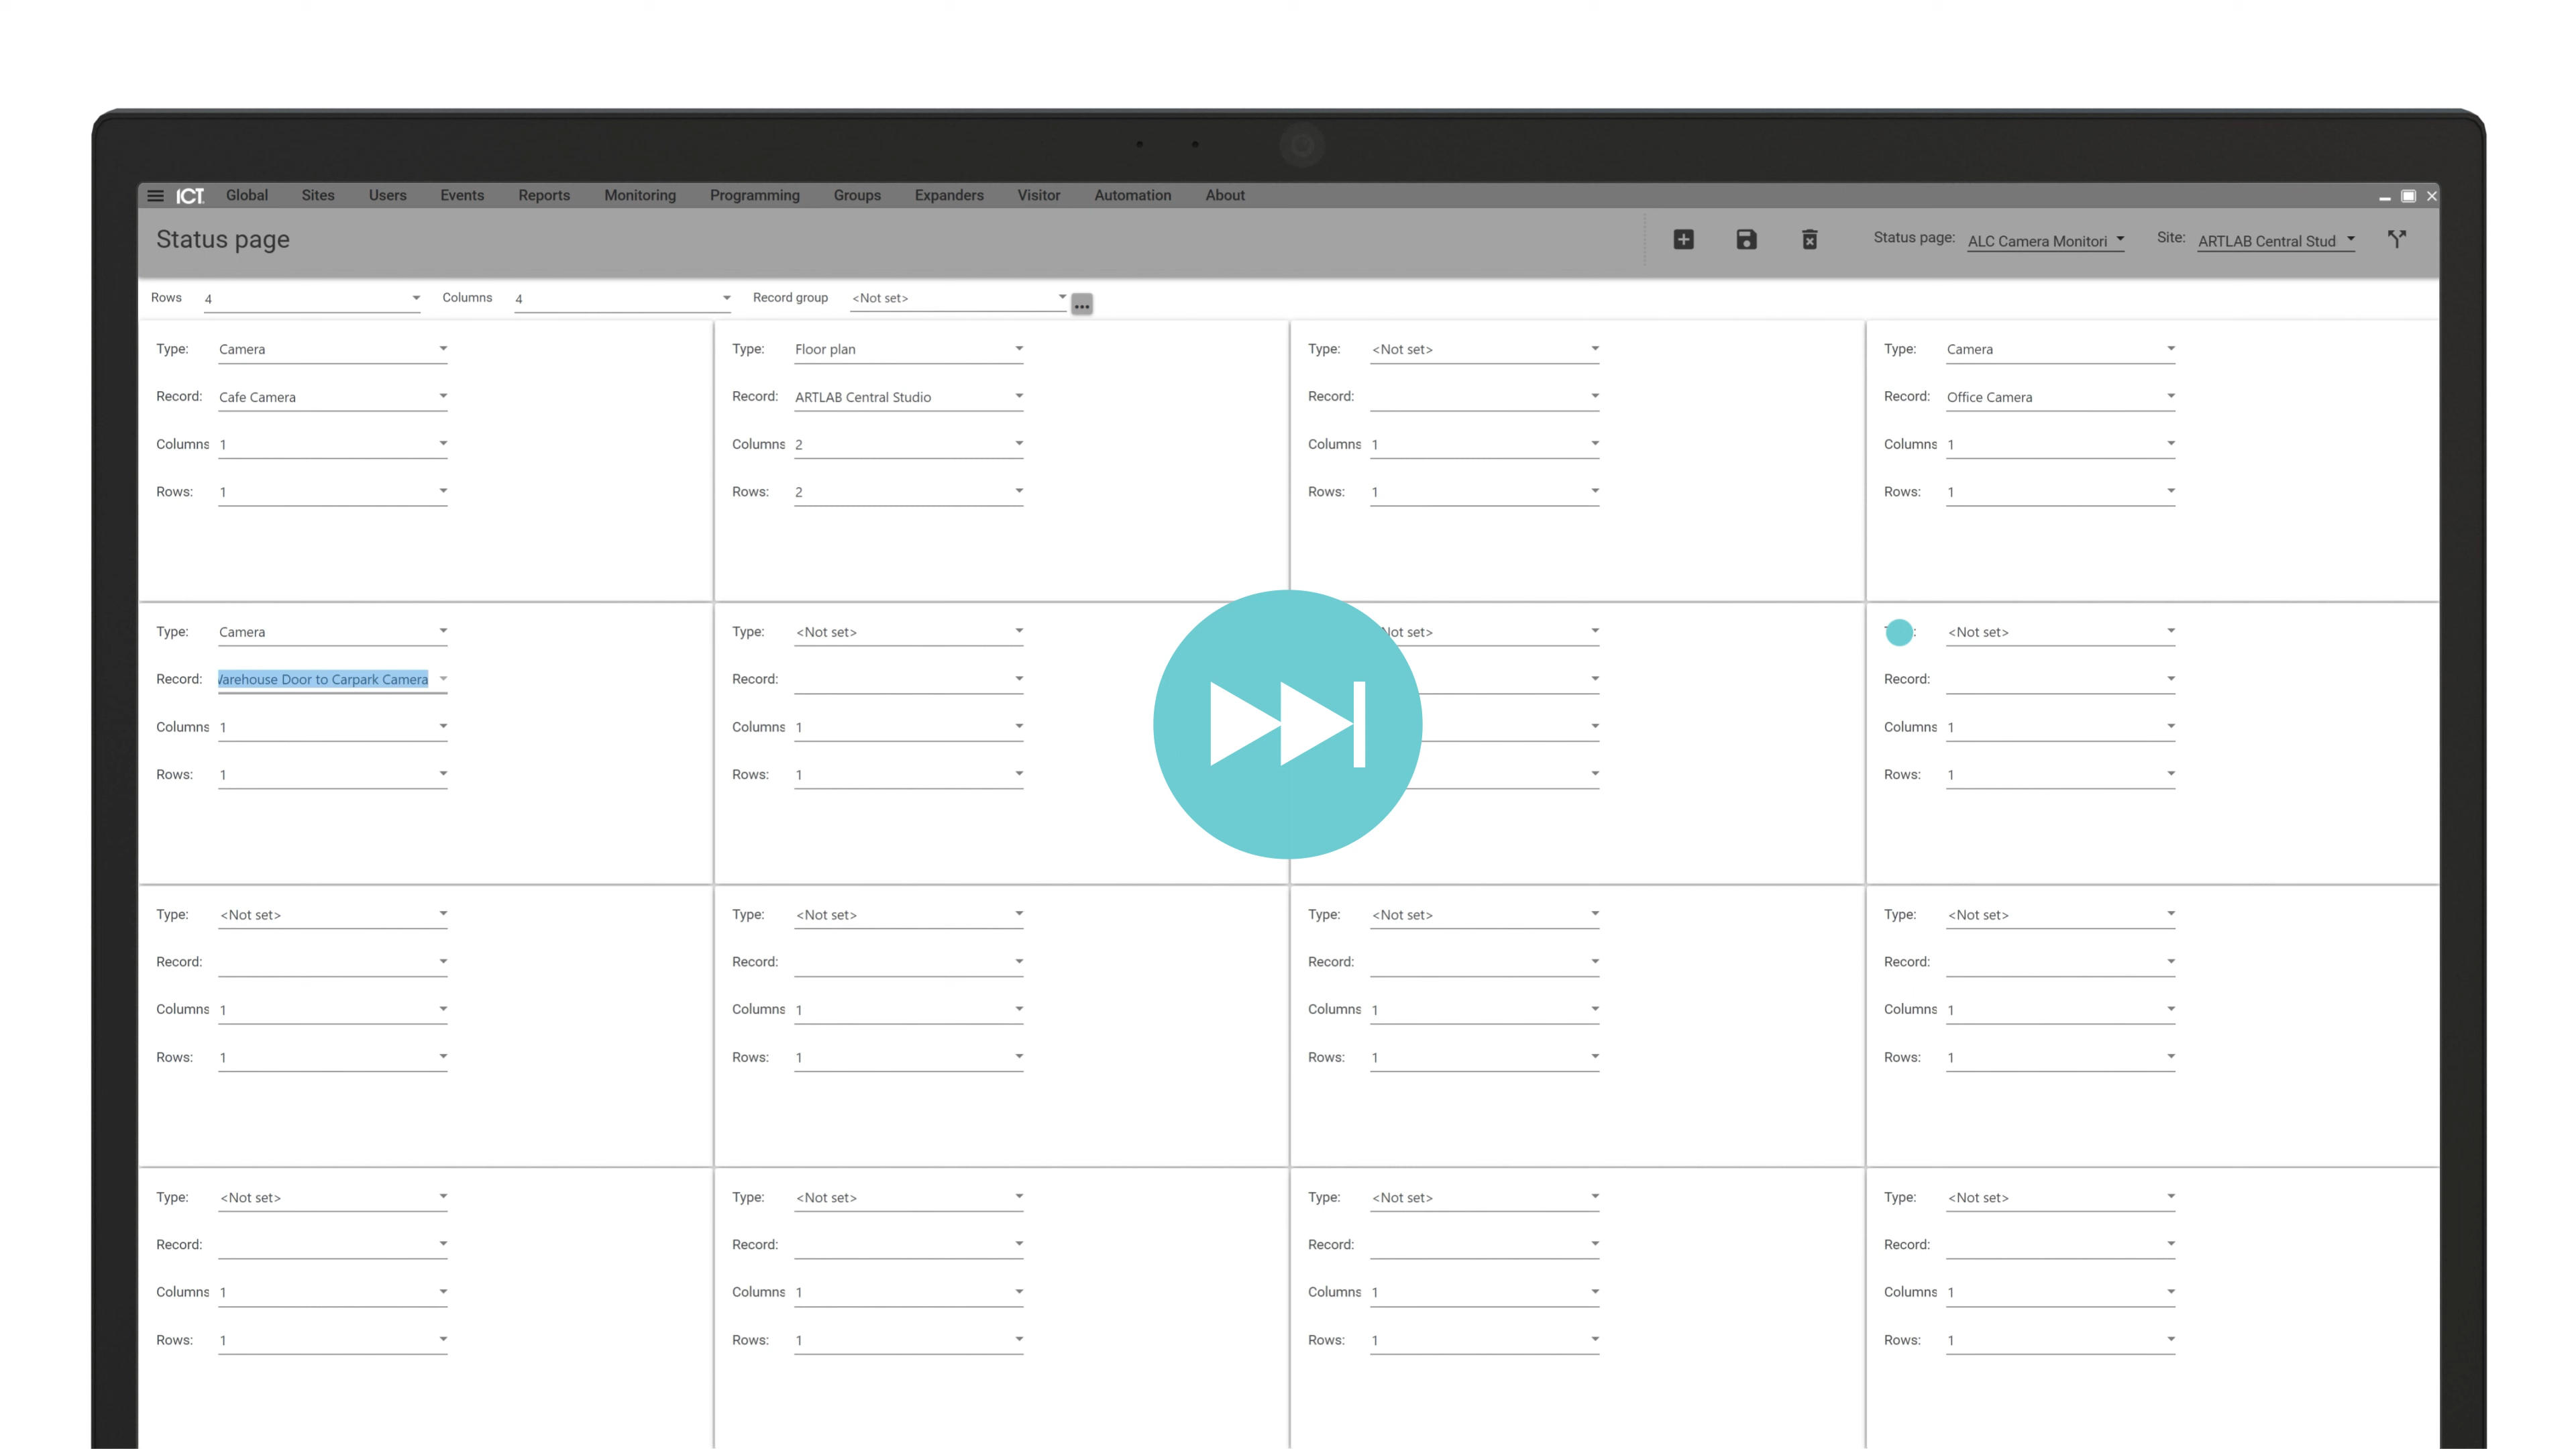 ICT Global Sites Users Events Reports Monitoring Programming Groups Expanders Visitor Automation About
Status page
Status page: ALC Camera Monitori Site: ARTLAB Central Stud
Rows 4 Columns 4 Record group <Not set> ...
Type: Camera Type: Floor plan Type: <Not set> Type: Camera
Record: Cafe Camera Record: ARTLAB Central Studio Record: Record: Office Camera
Columns 1 Columns 2 Columns 1 Columns 1
Rows: 1 Rows: 2 Rows: 1 Rows: 1
Type: Camera Type: <Not set> Not set> <Not set>
Record: Warehouse Door to Carpark Camera Record: Record:
Columns 1 Columns 1 Columns 1
Rows: 1 Rows: 1 Rows: 1
Type: <Not set> Type: <Not set> Type: <Not set> Type: <Not set>
Record: Record: Record: Record:
Columns 1 Columns 1 Columns 1 Columns 1
Rows: 1 Rows: 1 Rows: 1 Rows: 1
Type: <Not set> Type: <Not set> Type: <Not set> Type: <Not set>
Record: Record: Record: Record:
Columns 1 Columns 1 Columns 1 Columns 1
Rows: 1 Rows: 1 Rows: 1 Rows: 1